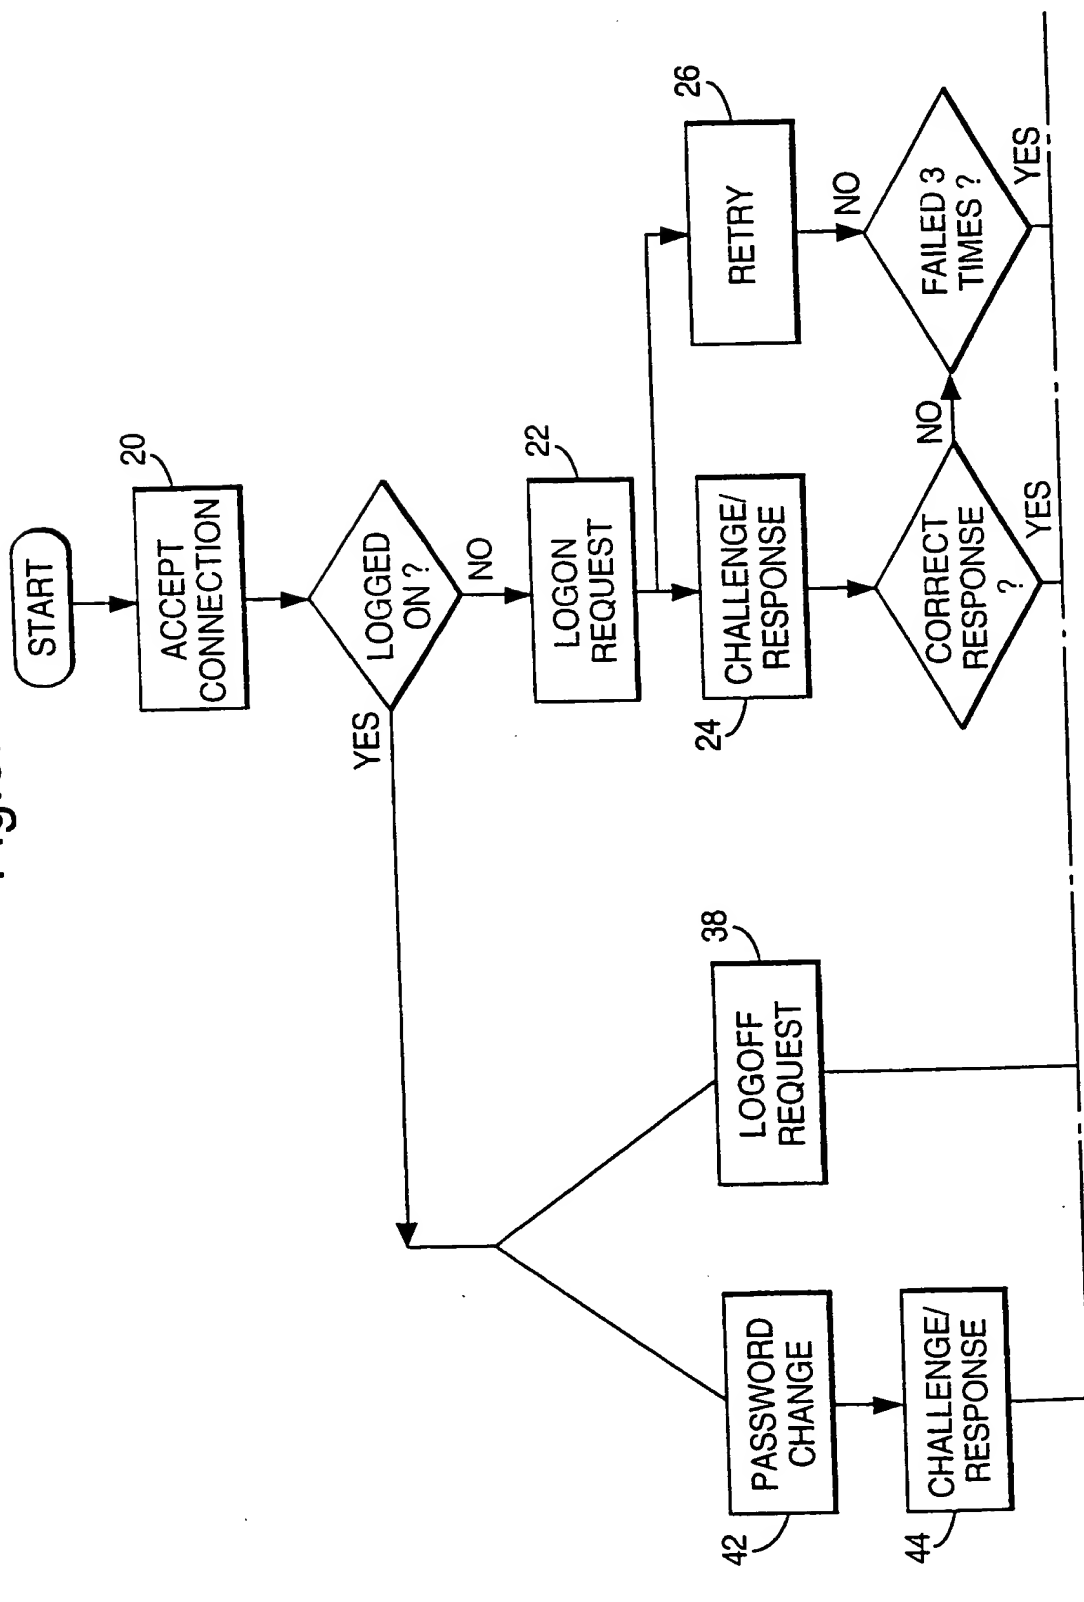 START
20
ACCEPT
CONNECTION
LOGGED
ON ?
YES
NO
22
LOGON
REQUEST
24
CHALLENGE/
RESPONSE
26
RETRY
NO
CORRECT
RESPONSE
?
NO
YES
FAILED 3
TIMES ?
YES
38
LOGOFF
REQUEST
42
PASSWORD
CHANGE
44
CHALLENGE/
RESPONSE